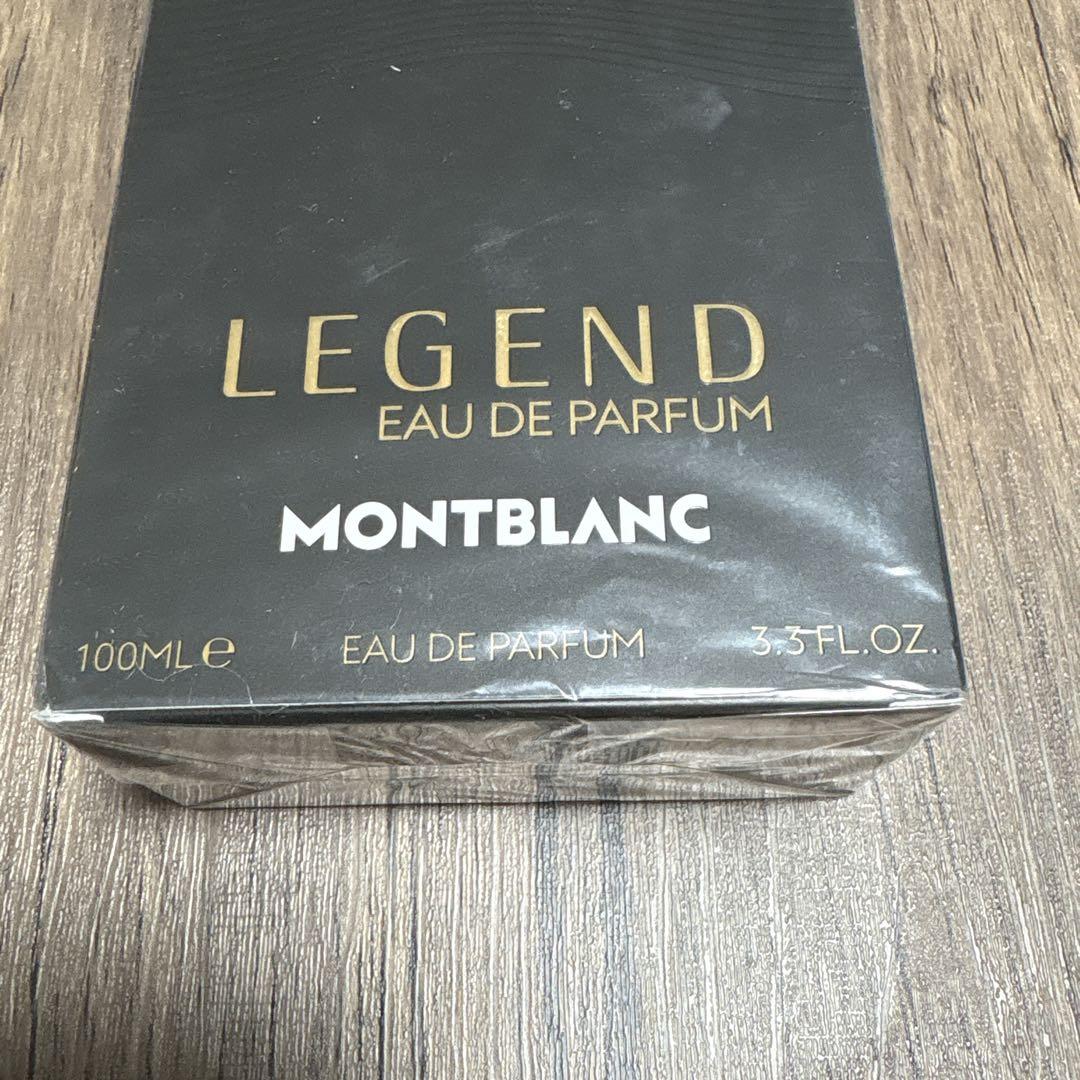 LEGEND
EAU DE PARFUM
MONTBLANC
100ML ℮ EAU DE PARFUM 3.3 FL.OZ.